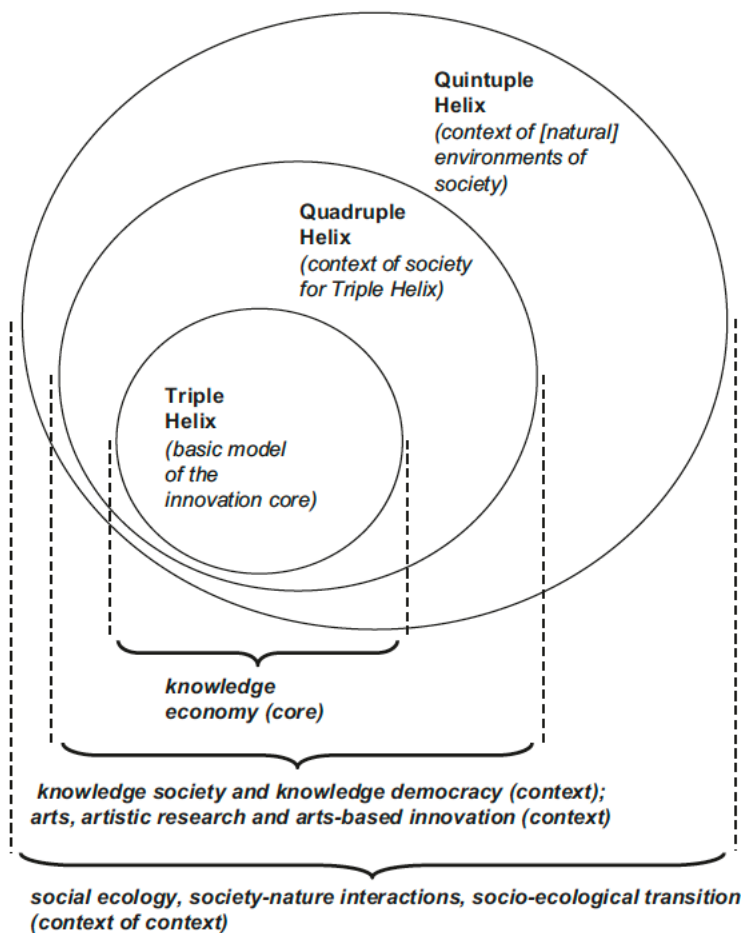 Quintuple
Helix
(context of [natural]
environments of
society)
Quadruple
Helix
(context of society
for Triple Helix)
Triple
Helix
(basic model
of the
innovation core)
knowledge
economy (core)
knowledge society and knowledge democracy (context);
arts, artistic research and arts-based innovation (context)
social ecology, society-nature interactions, socio-ecological transition
(context of context)